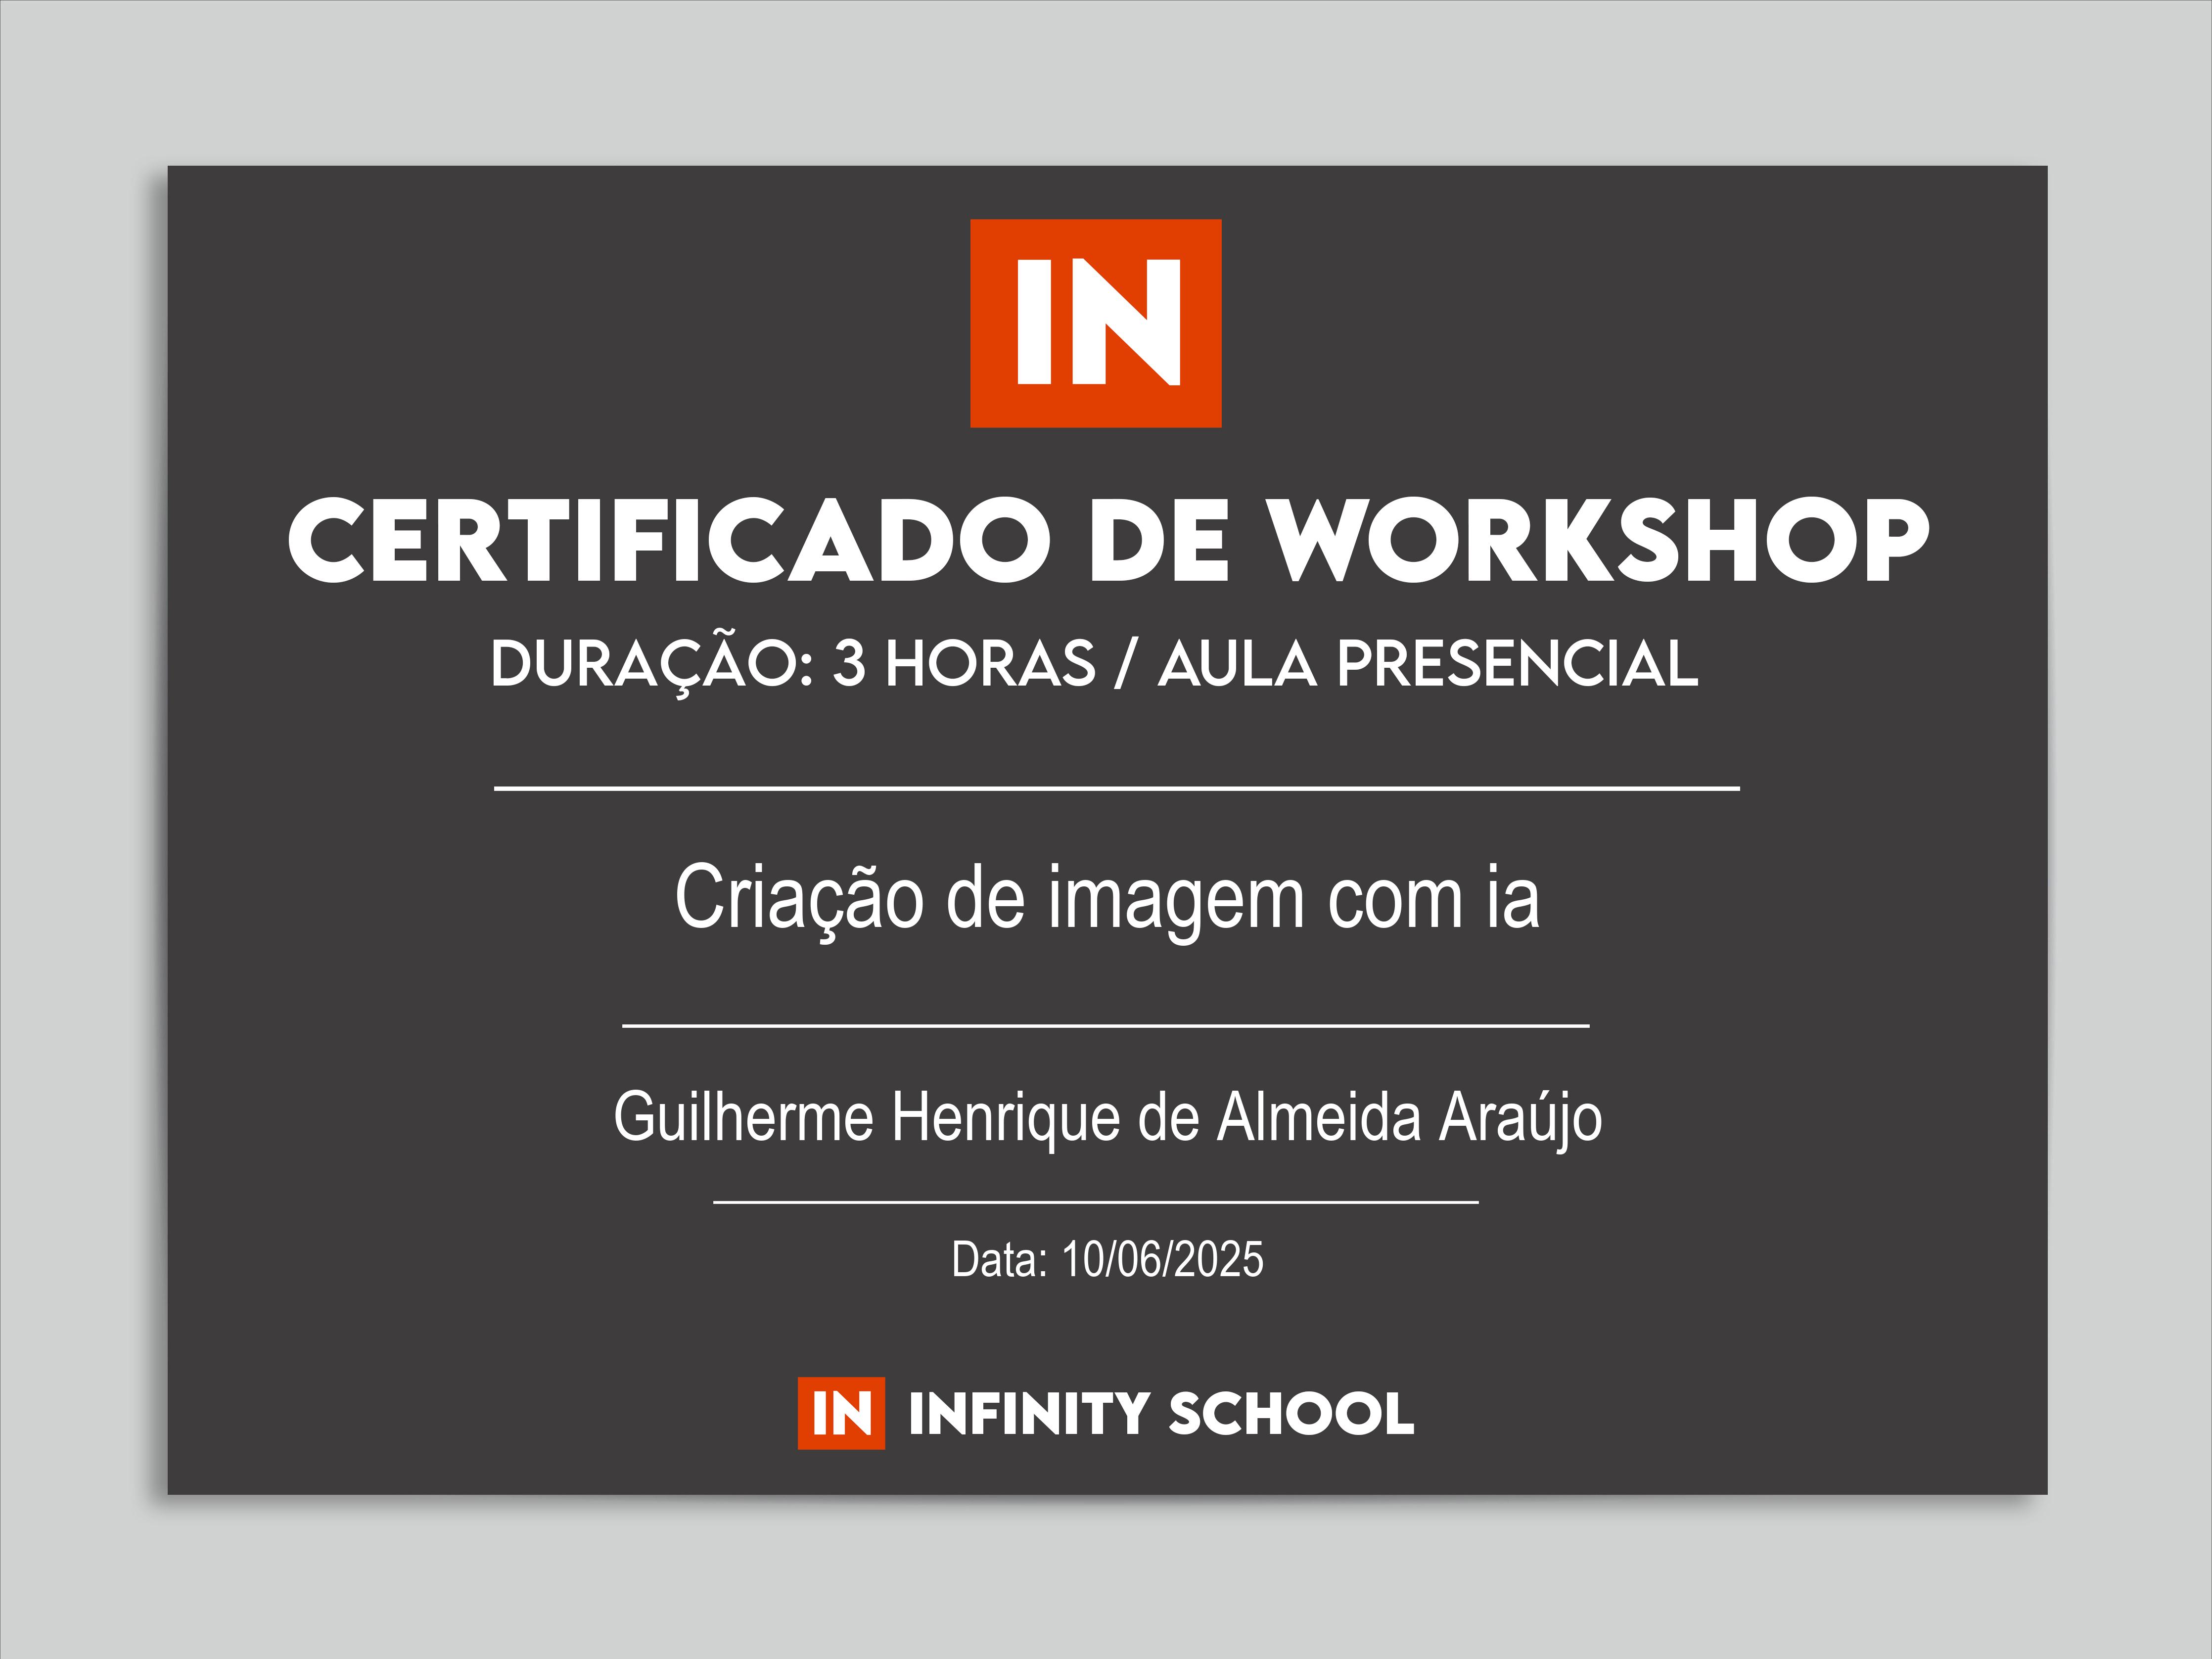 IN
CERTIFICADO DE WORKSHOP
DURAÇÃO: 3 HORAS / AULA PRESENCIAL
Criação de imagem com ia
Guilherme Henrique de Almeida Araújo
Data: 10/06/2025
IN INFINITY SCHOOL